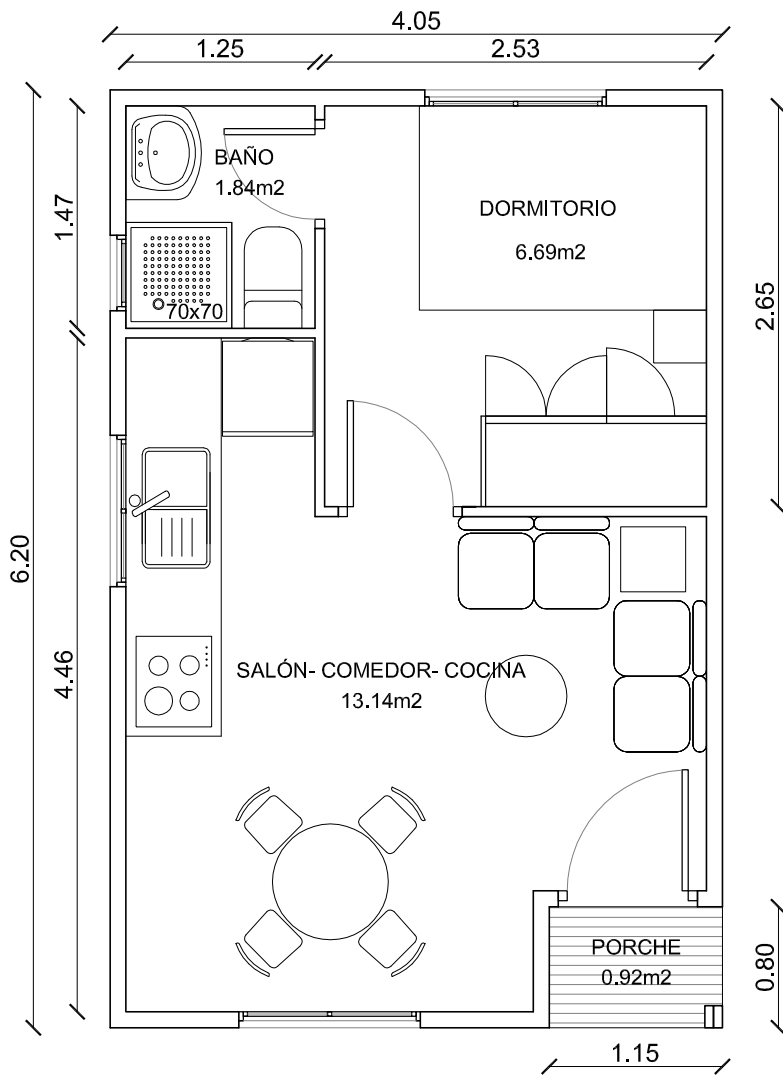 4.05
1.25
2.53
BAÑO
1.84m2
DORMITORIO
6.69m2
1.47
70x70
2.65
6.20
4.46
SALÓN- COMEDOR- COCINA
13.14m2
PORCHE
0.92m2
0.80
1.15